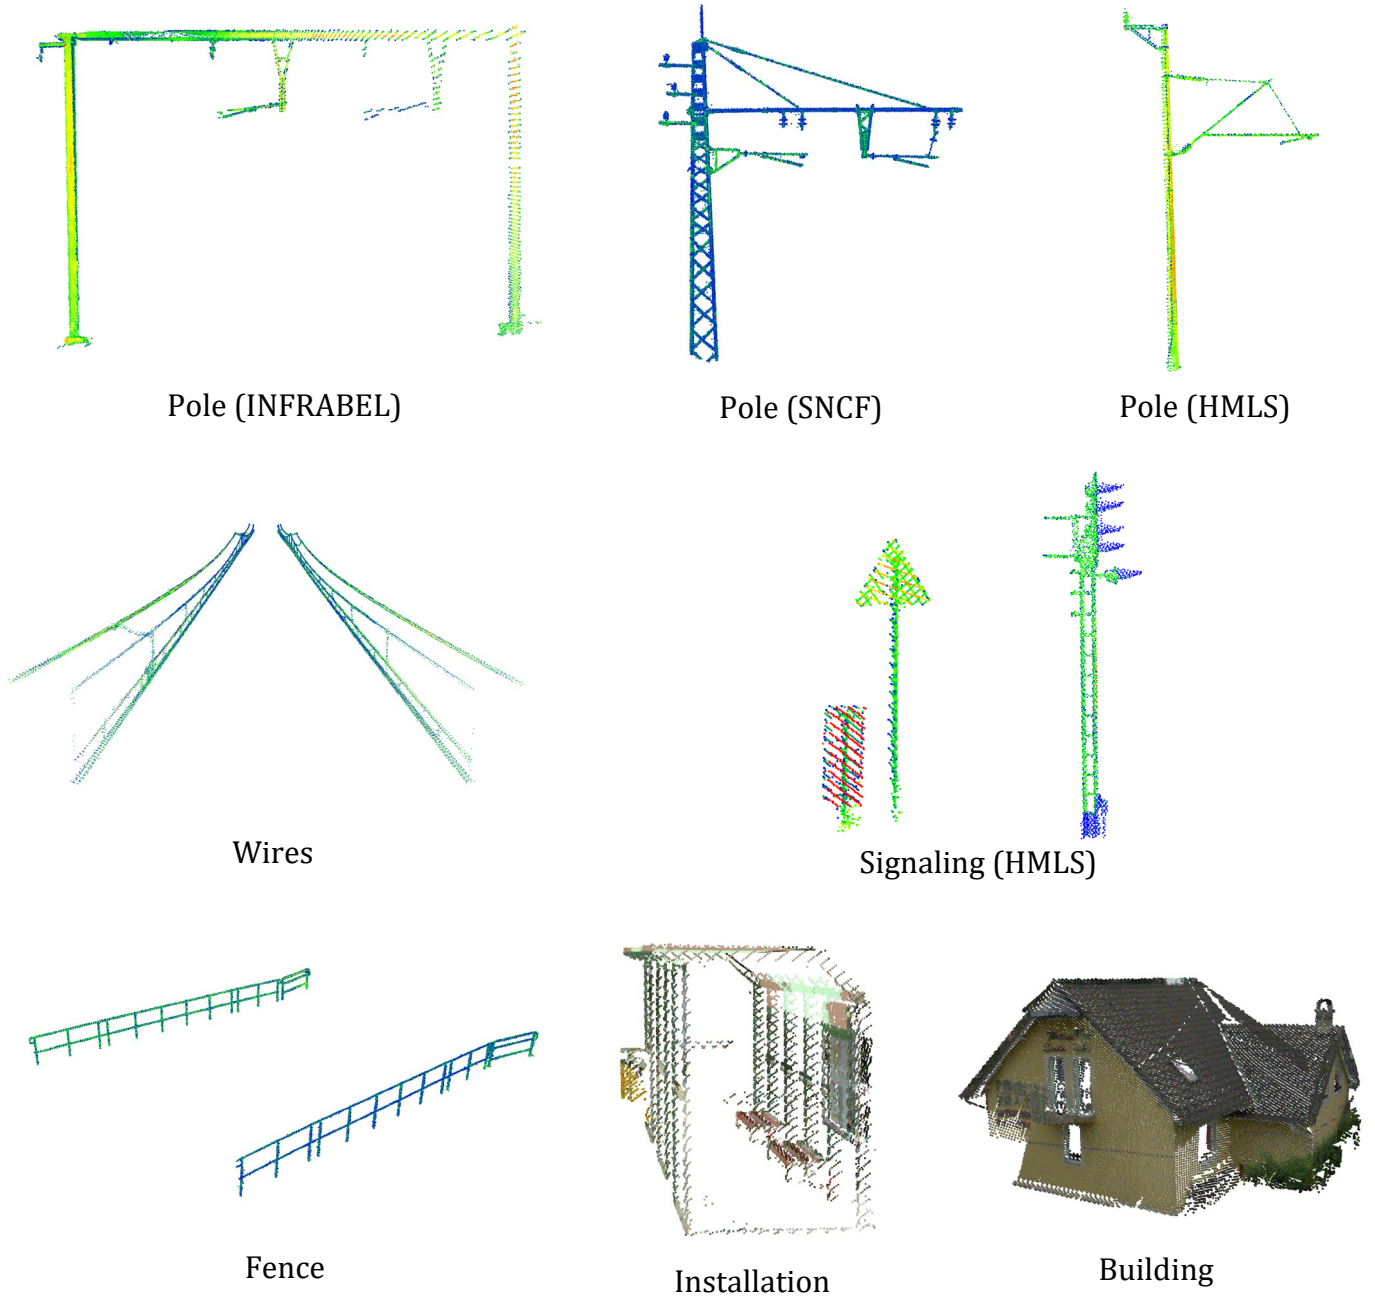 Pole (INFRABEL)
Pole (SNCF)
Pole (HMLS)
Wires
Signaling (HMLS)
Fence
Installation
Building